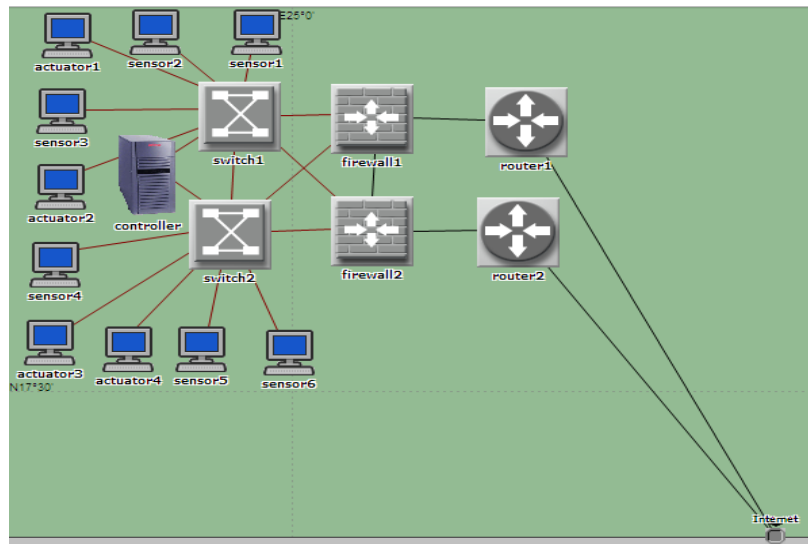 E25°0'
actuator1
sensor2
sensor1
sensor3
switch1
firewall1
router1
actuator2
controller
sensor4
switch2
firewall2
router2
actuator3
actuator4
sensor5
sensor6
N17°30'
Internet